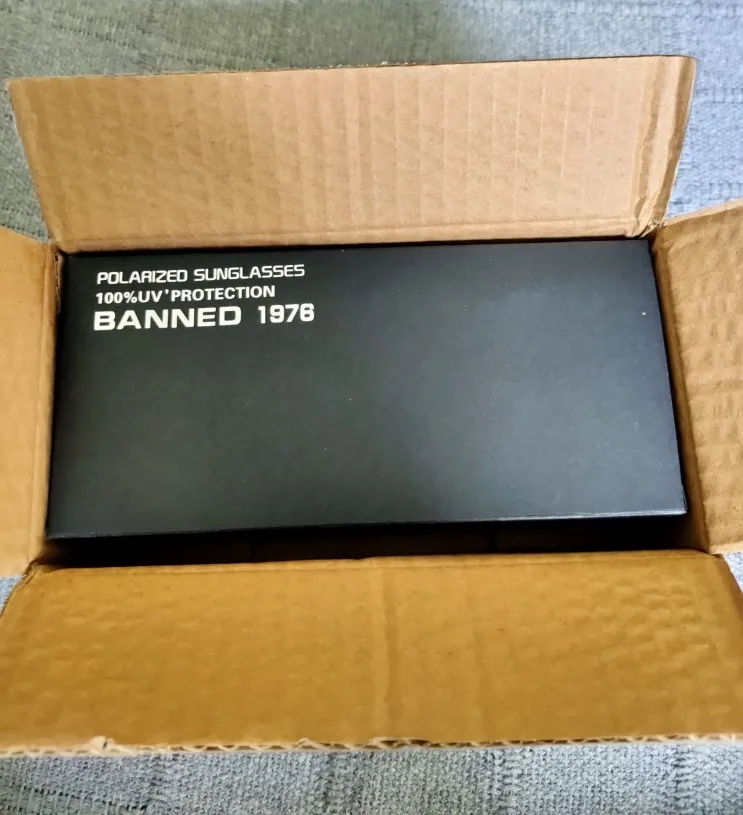 POLARIZED SUNGLASSES
100%UV'PROTECTION
BANNED 1976